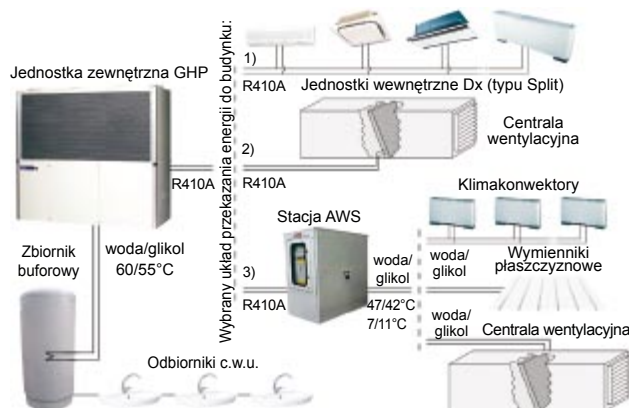 Jednostka zewnętrzna GHP
Wybrany układ przekazania energii do budynku:
1)
R410A
Jednostki wewnętrzne Dx (typu Split)
Centrala
wentylacyjna
2)
R410A
R410A
Klimakonwektory
Stacja AWS
Zbiornik
buforowy
woda/glikol
60/55°C
3)
R410A
woda/
glikol
47/42°C
7/11°C
woda/
glikol
Wymienniki
płaszczyznowe
woda/
glikol
Centrala wentylacyjna
Odbiorniki c.w.u.